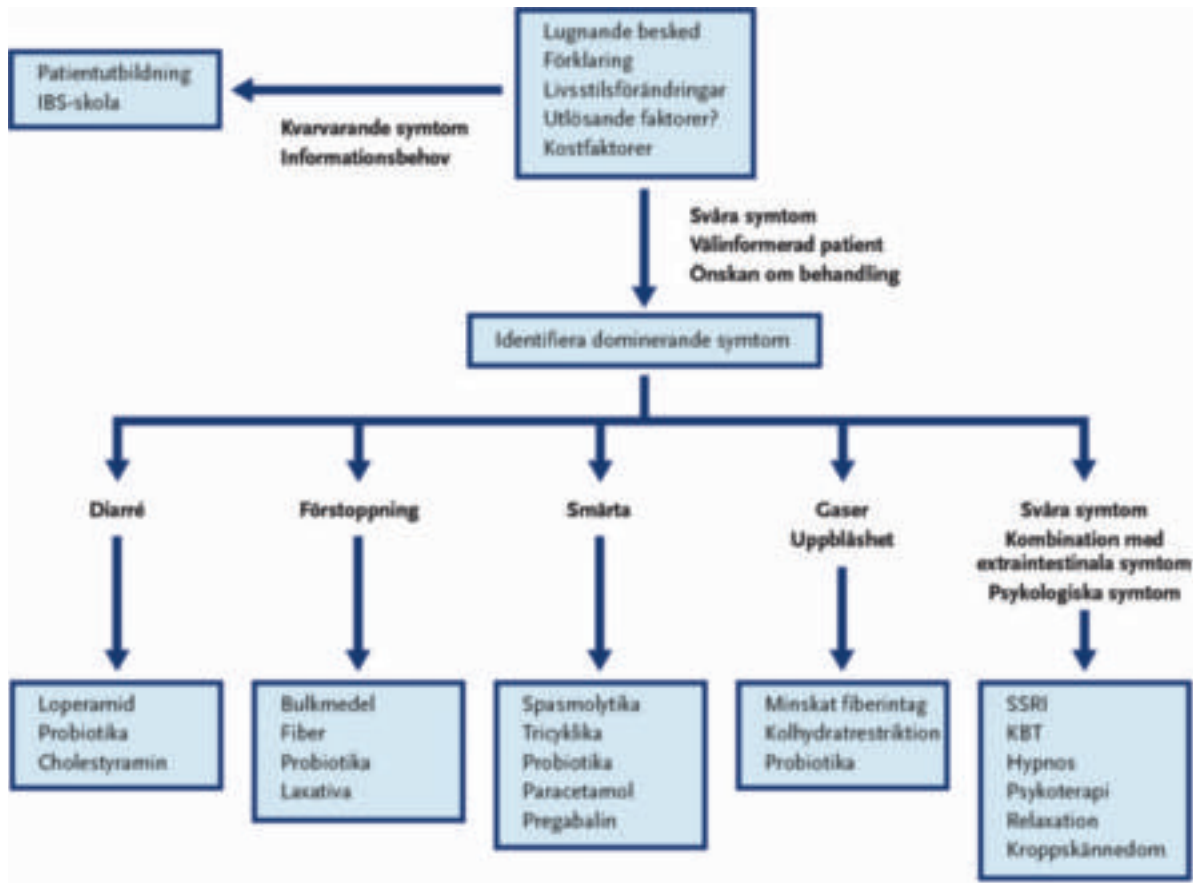 Lugnande besked
Förklaring
Livsstilsförändringar
Utlösande faktorer?
Kostfaktorer
Patientutbildning
IBS-skola
Kvarvarande symtom
Informationsbehov
Svåra symtom
Välinformerad patient
Önskan om behandling
Identifiera dominerande symtom
Diarré
Förstoppning
Smärta
Gaser
Uppblåshet
Svåra symtom
Kombination med
extraintestinala symtom
Psykologiska symtom
Loperamid
Probiotika
Cholestyramin
Bulkmedel
Fiber
Probiotika
Laxativa
Spasmolytika
Tricyklika
Probiotika
Paracetamol
Pregabalin
Minskat fiberintag
Kolhydratrestriktion
Probiotika
SSRI
KBT
Hypnos
Psykoterapi
Relaxation
Kroppskännedom